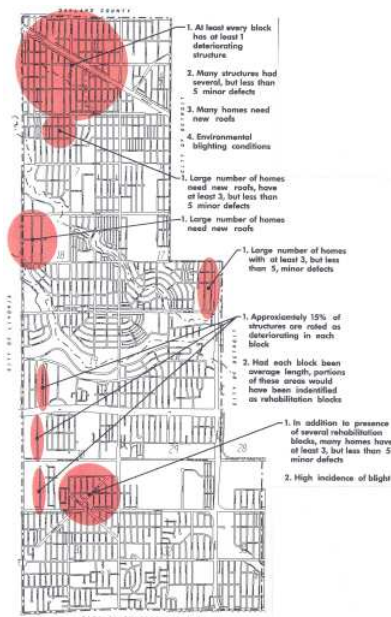 OAKLAND COUNTY
1. At least every block
has at least 1
deteriorating
structure
2. Many structures had
several, but less than
5 minor defects
3. Many homes need
new roofs
4. Environmental
blighting conditions
CITY OF DETROIT
1. Large number of homes
need new roofs, have
at least 3, but less than
5 minor defects
1. Large number of homes
need new roofs
18
17
1. Large number of homes
with at least 3, but less
than 5, minor defects
CITY OF LIVONIA
1. Appproxiamtely 15% of
structures are rated as
deteriorating in each
block
2. Had each block been
average length, portions
of these areas would
have been indentified
as rehabilitation blocks
CITY OF DETROIT
29
28
1. In addition to presence
of several rehabilitation
blocks, many homes have
at least 3, but less than 5
minor defects
2. High incidence of blight